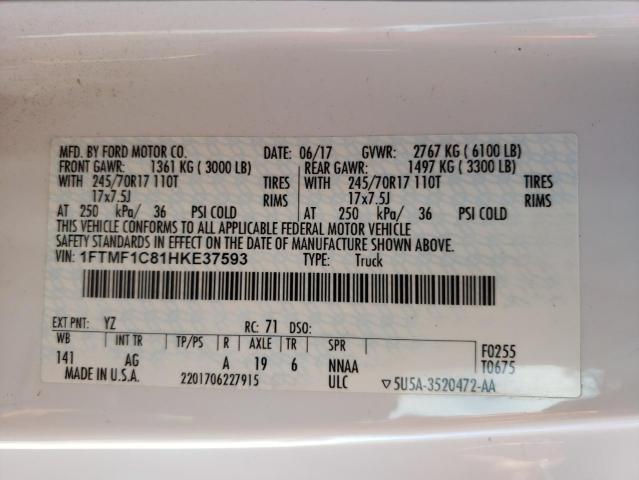 MFD. BY FORD MOTOR CO. DATE: 06/17 GVWR: 2767 KG ( 6100 LB)
FRONT GAWR: 1361 KG ( 3000 LB) REAR GAWR: 1497 KG ( 3300 LB)
WITH 245/70R17 110T TIRES WITH 245/70R17 110T TIRES
17x7.5J RIMS 17x7.5J RIMS
AT 250 kPa/ 36 PSI COLD AT 250 kPa/ 36 PSI COLD
THIS VEHICLE CONFORMS TO ALL APPLICABLE FEDERAL MOTOR VEHICLE
SAFETY STANDARDS IN EFFECT ON THE DATE OF MANUFACTURE SHOWN ABOVE.
VIN: 1FTMF1C81HKE37593 TYPE: Truck
EXT PNT: YZ RC: 71 DSO:
WB INT TR TP/PS R AXLE TR SPR F0255
141 AG A 19 6 NNAA T0675
MADE IN U.S.A. 2201706227915 ULC ▽5U5A-3520472-AA